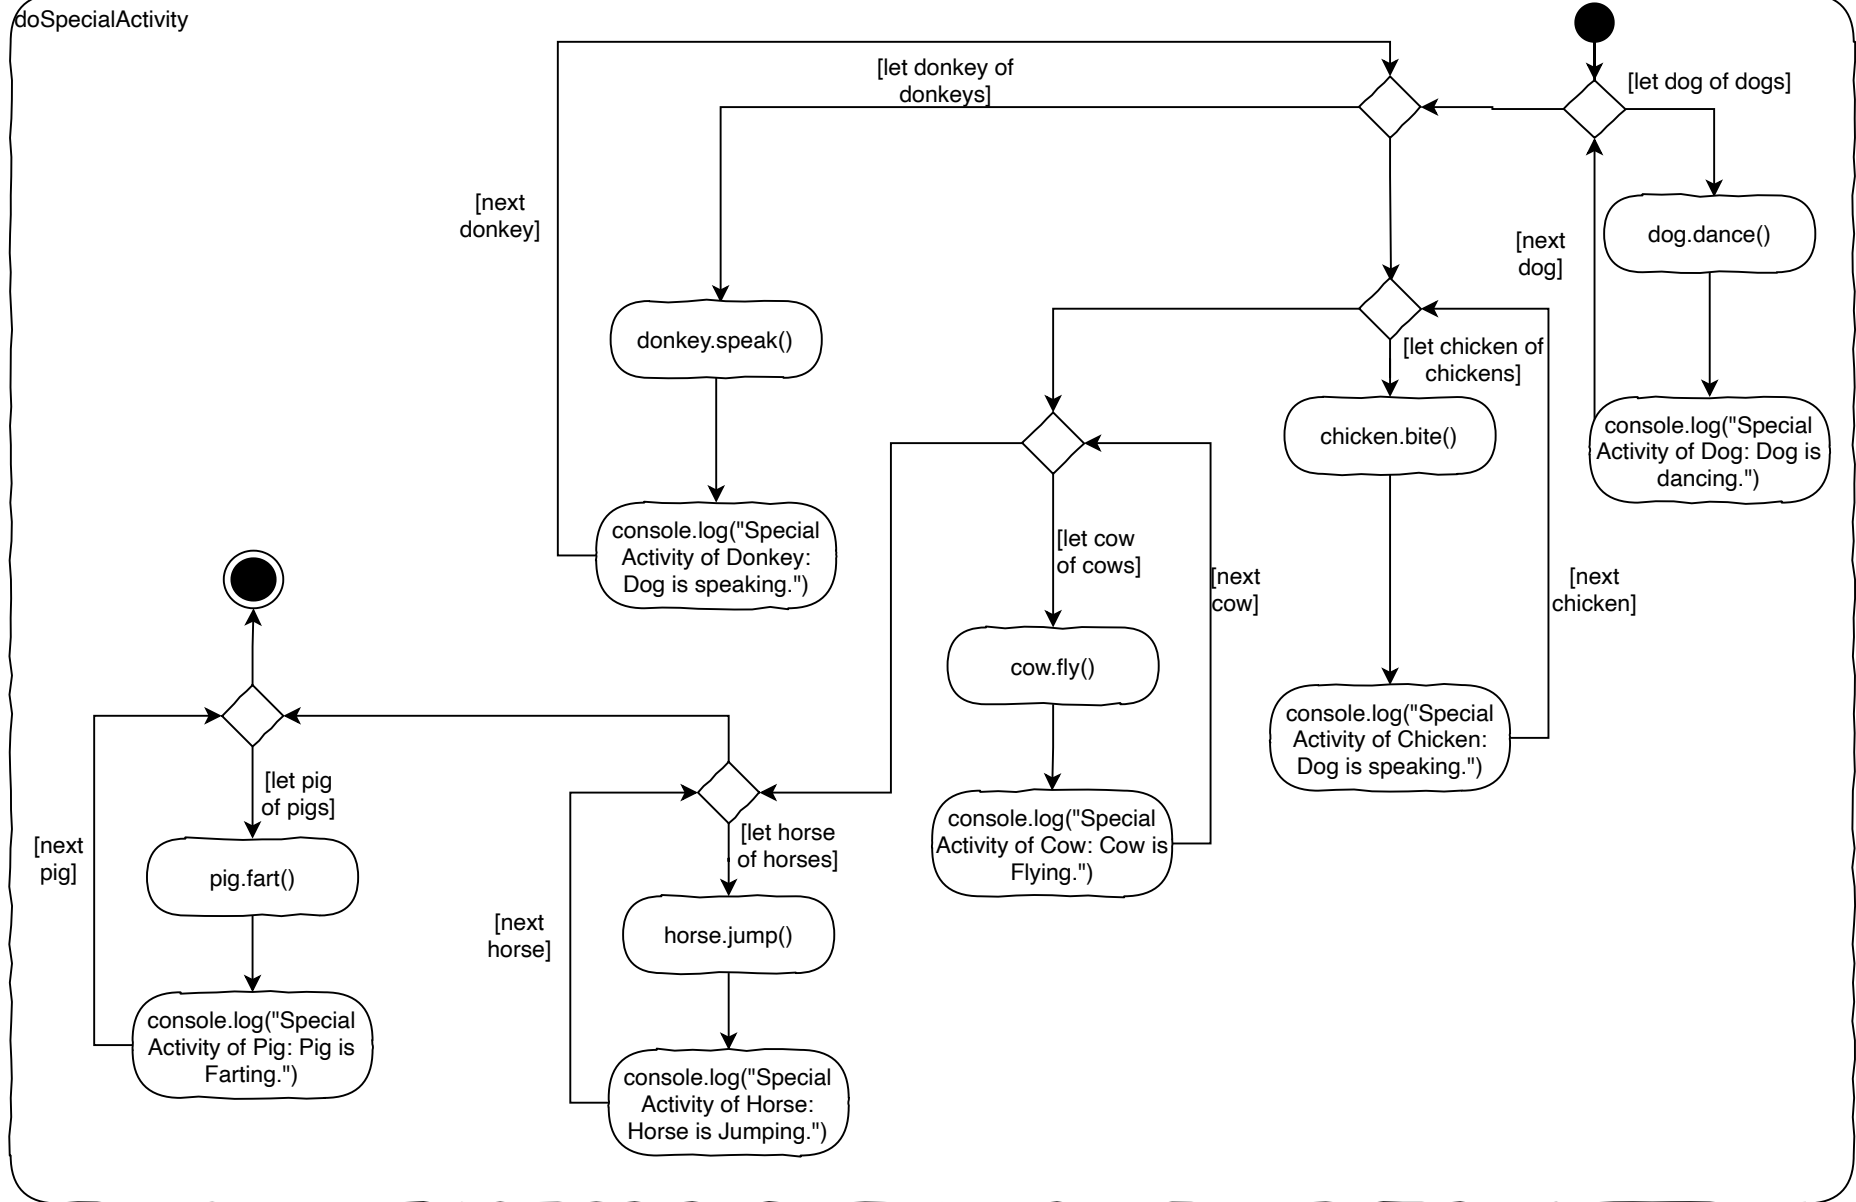 doSpecialActivity
[let dog of dogs]
dog.dance()
console.log("Special
Activity of Dog: Dog is
dancing.")
[next
dog]
[let donkey of
donkeys]
donkey.speak()
console.log("Special
Activity of Donkey:
Dog is speaking.")
[next
donkey]
[let chicken of
chickens]
chicken.bite()
console.log("Special
Activity of Chicken:
Dog is speaking.")
[next
chicken]
[let cow
of cows]
cow.fly()
console.log("Special
Activity of Cow: Cow is
Flying.")
[next
cow]
[let horse
of horses]
horse.jump()
console.log("Special
Activity of Horse:
Horse is Jumping.")
[next
horse]
[let pig
of pigs]
pig.fart()
console.log("Special
Activity of Pig: Pig is
Farting.")
[next
pig]